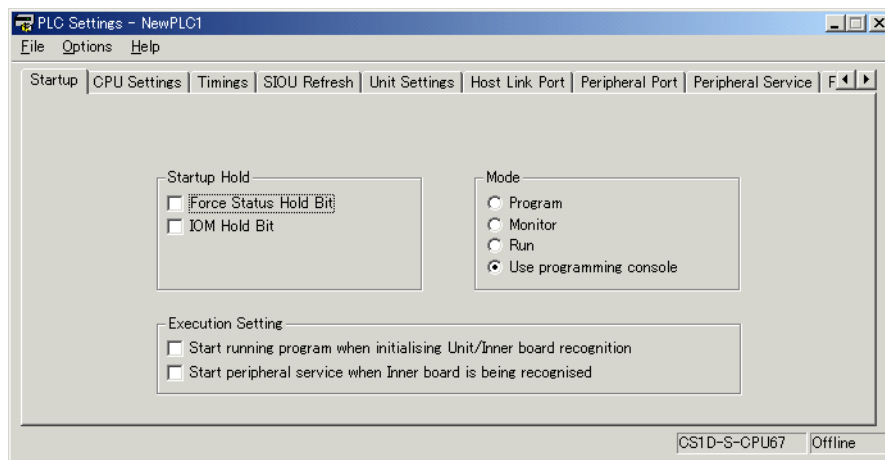 PLC Settings - NewPLC1
File Options Help
Startup CPU Settings Timings SIOU Refresh Unit Settings Host Link Port Peripheral Port Peripheral Service F
Startup Hold
Force Status Hold Bit
IOM Hold Bit
Mode
Program
Monitor
Run
Use programming console
Execution Setting
Start running program when initialising Unit/Inner board recognition
Start peripheral service when Inner board is being recognised
CS1D-S-CPU67 Offline